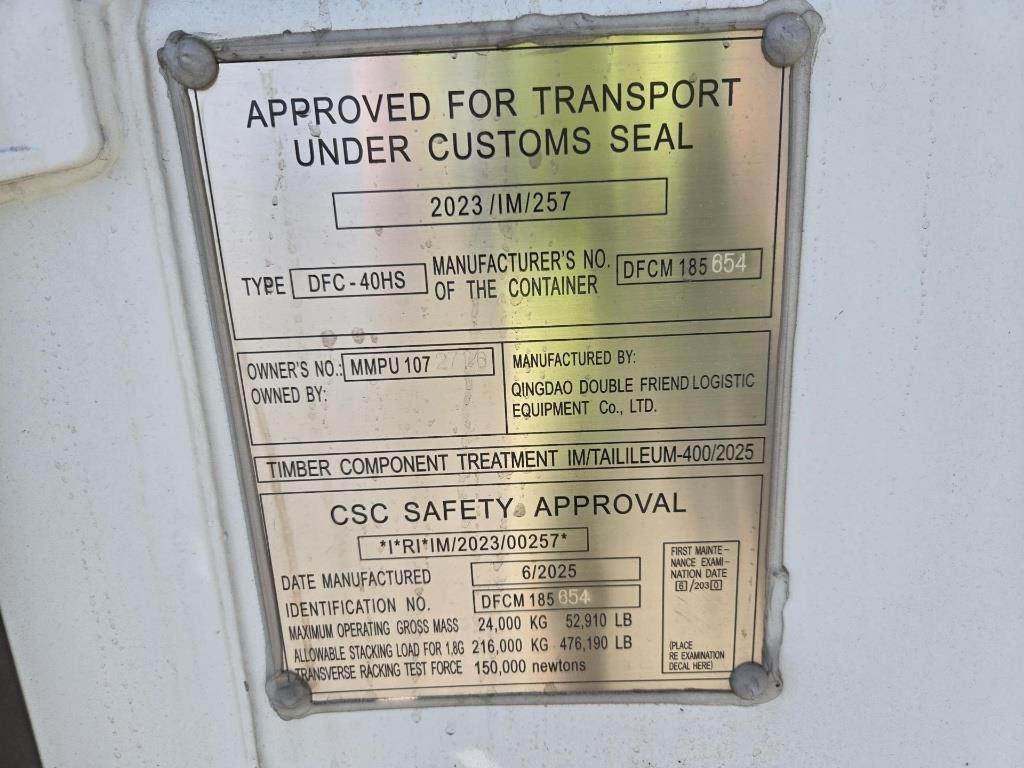 APPROVED FOR TRANSPORT
UNDER CUSTOMS SEAL
2023/IM/257
TYPE DFC-40HS
MANUFACTURER'S NO.
OF THE CONTAINER
DFCM 185 654
OWNER'S NO.: MMPU 107
OWNED BY:
MANUFACTURED BY:
QINGDAO DOUBLE FRIEND LOGISTIC
EQUIPMENT Co., LTD.
TIMBER COMPONENT TREATMENT IM/TAILILEUM-400/2025
CSC SAFETY APPROVAL
*I*RI*IM/2023/00257*
DATE MANUFACTURED 6/2025
IDENTIFICATION NO. DFCM 185 654
MAXIMUM OPERATING GROSS MASS 24,000 KG 52,910 LB
ALLOWABLE STACKING LOAD FOR 1.8G 216,000 KG 476,190 LB
TRANSVERSE RACKING TEST FORCE 150,000 newtons
FIRST MAINTE-
NANCE EXAMI-
NATION DATE
6/2030
(PLACE
RE EXAMINATION
DECAL HERE)